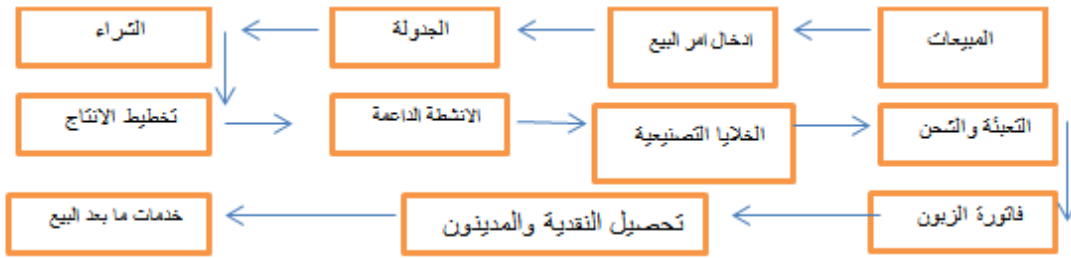 المبيعات
ادخال امر البيع
الجدولة
الشراء
تخطيط الانتاج
الانشطة الداعمة
الخلايا التصنيعية
التعبئة والشحن
فاتورة الزبون
تحصيل النقدية والمدينون
خدمات ما بعد البيع